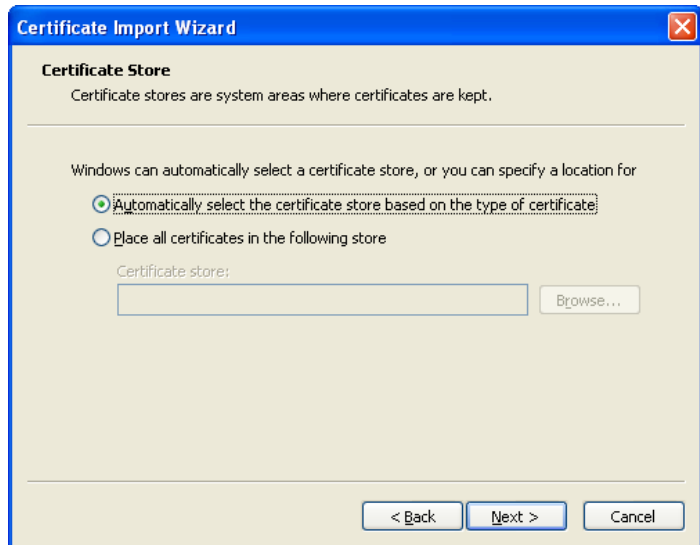 Certificate Import Wizard
Certificate Store
Certificate stores are system areas where certificates are kept.
Windows can automatically select a certificate store, or you can specify a location for
Automatically select the certificate store based on the type of certificate
Place all certificates in the following store
Certificate store:
Browse...
< Back Next > Cancel